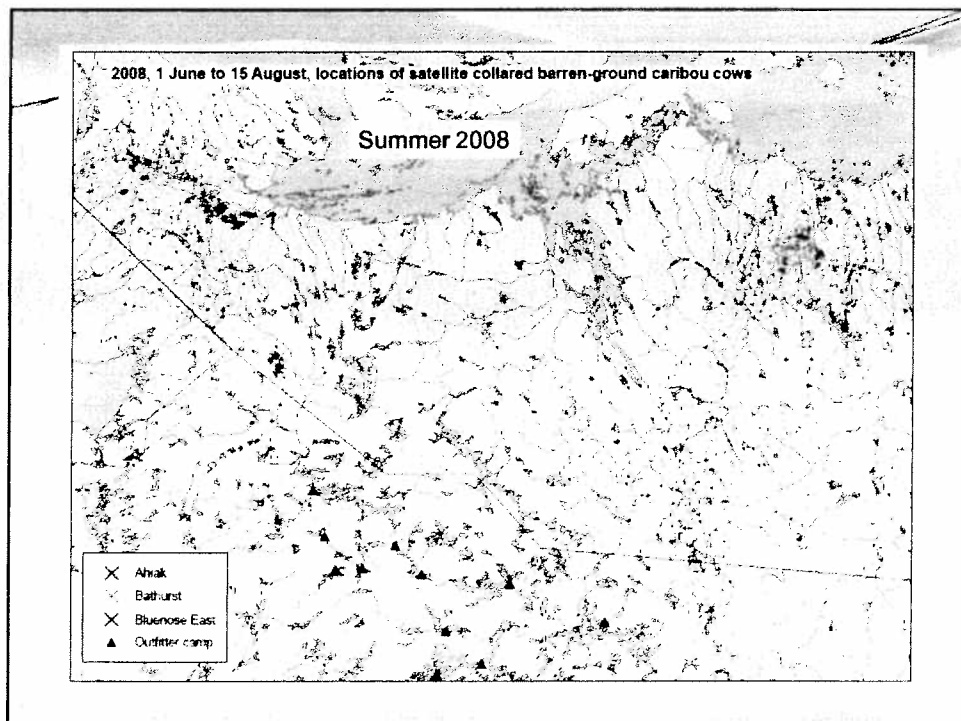 2008, 1 June to 15 August, locations of satellite collared barren-ground caribou cows
Summer 2008
Ahiak
Bathurst
Bluenose East
Outfitter camp